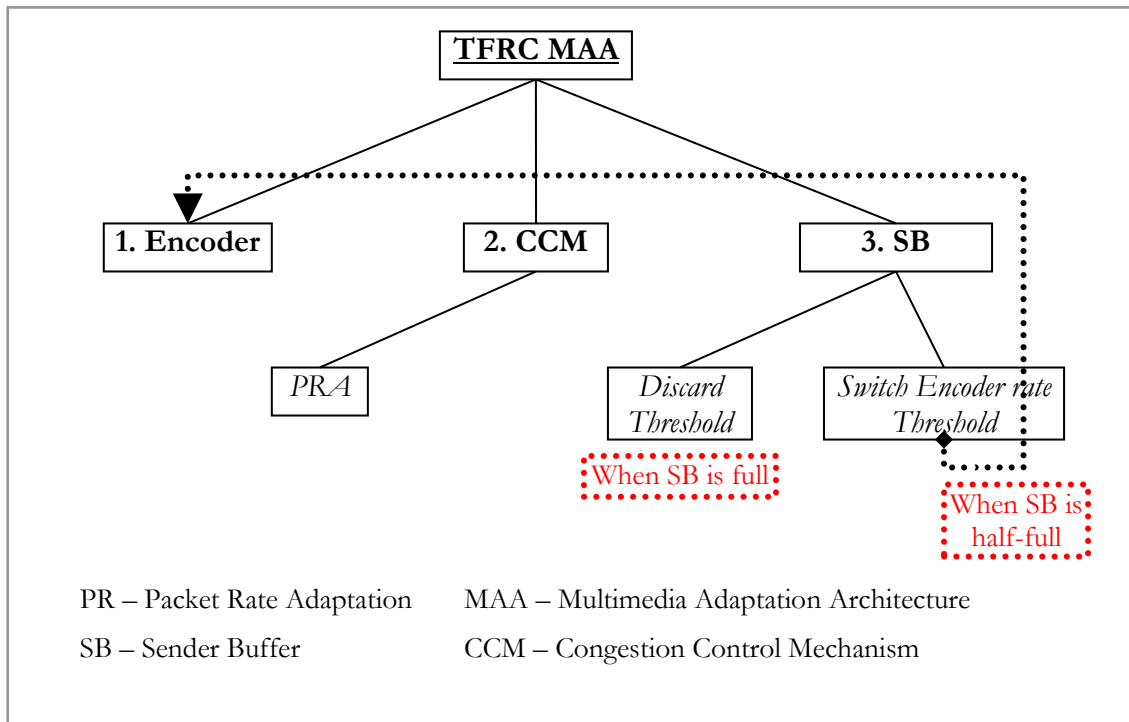 TFRC MAA
1. Encoder
2. CCM
3. SB
PRA
Discard
Threshold
Switch Encoder rate
Threshold
When SB is full
When SB is
half-full
PR – Packet Rate Adaptation
MAA – Multimedia Adaptation Architecture
SB – Sender Buffer
CCM – Congestion Control Mechanism